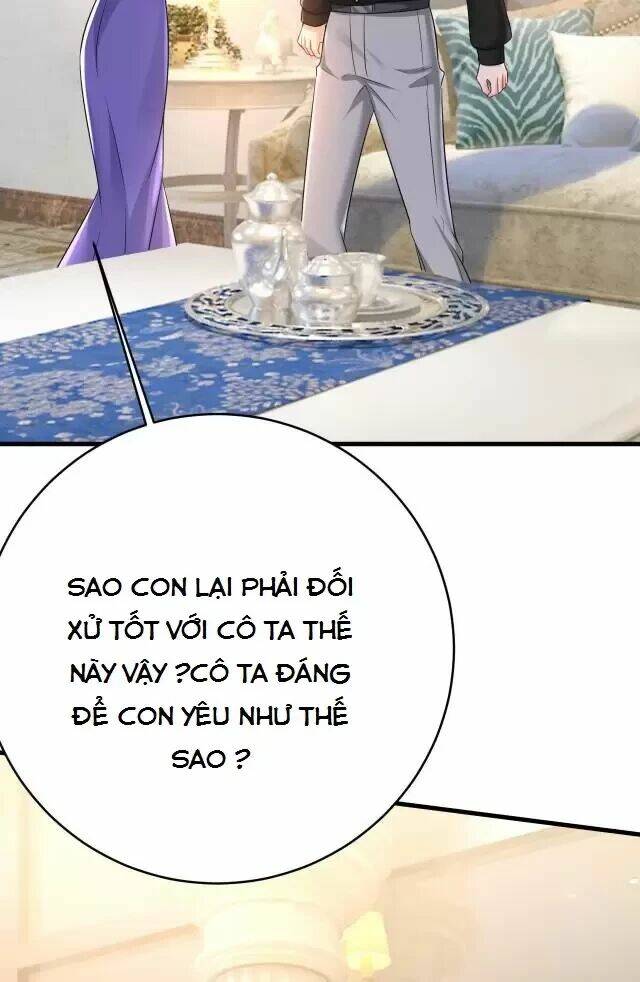 SAO CON LẠI PHẢI ĐỐI
XỬ TỐT VỚI CÔ TA THẾ
NÀY VẬY ?CÔ TA ĐÁNG
ĐỂ CON YÊU NHƯ THẾ
SAO ?